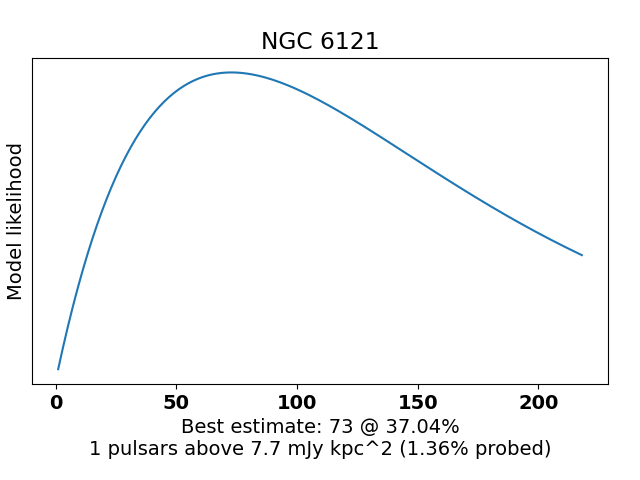 NGC 6121
Model likelihood
0 50 100 150 200
Best estimate: 73 @ 37.04%
1 pulsars above 7.7 mJy kpc^2 (1.36% probed)